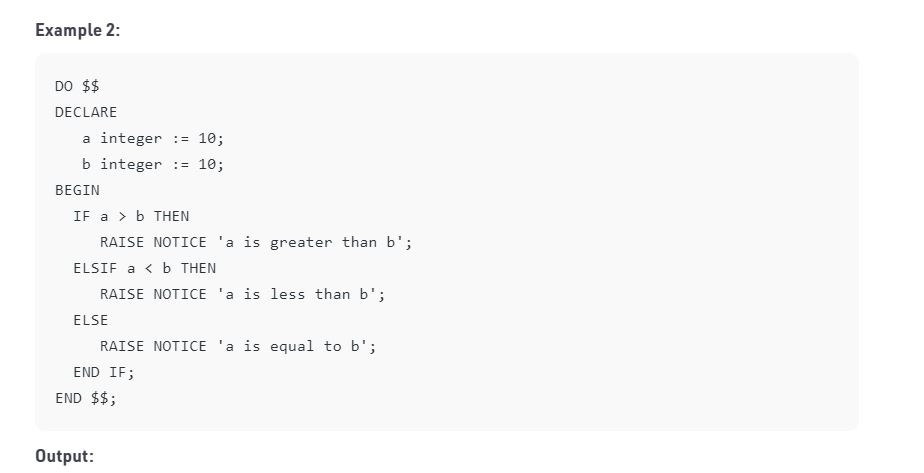 Example 2:
DO $$
DECLARE
   a integer := 10;
   b integer := 10;
BEGIN
  IF a > b THEN
     RAISE NOTICE 'a is greater than b';
  ELSIF a < b THEN
     RAISE NOTICE 'a is less than b';
  ELSE
     RAISE NOTICE 'a is equal to b';
  END IF;
END $$;
Output: